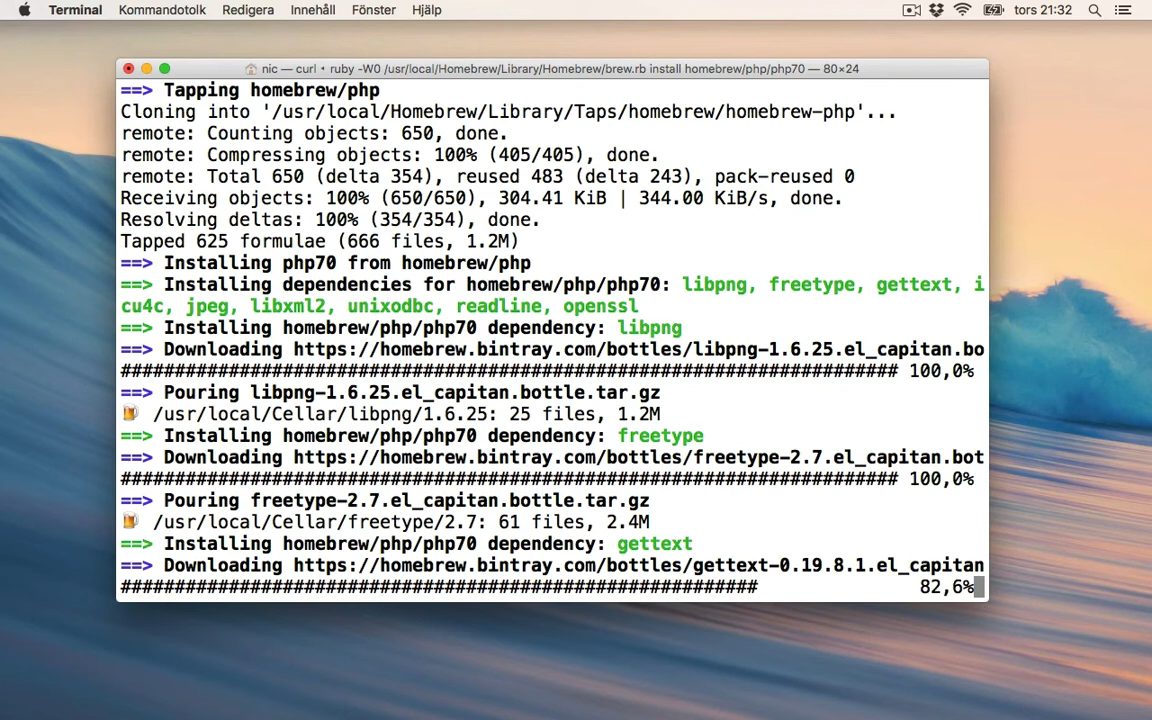 Terminal Kommandotolk Redigera Innehåll Fönster Hjälp tors 21:32
nic — curl • ruby -W0 /usr/local/Homebrew/Library/Homebrew/brew.rb install homebrew/php/php70 — 80×24
==> Tapping homebrew/php
Cloning into '/usr/local/Homebrew/Library/Taps/homebrew/homebrew-php'...
remote: Counting objects: 650, done.
remote: Compressing objects: 100% (405/405), done.
remote: Total 650 (delta 354), reused 483 (delta 243), pack-reused 0
Receiving objects: 100% (650/650), 304.41 KiB | 344.00 KiB/s, done.
Resolving deltas: 100% (354/354), done.
Tapped 625 formulae (666 files, 1.2M)
==> Installing php70 from homebrew/php
==> Installing dependencies for homebrew/php/php70: libpng, freetype, gettext, i
cu4c, jpeg, libxml2, unixodbc, readline, openssl
==> Installing homebrew/php/php70 dependency: libpng
==> Downloading https://homebrew.bintray.com/bottles/libpng-1.6.25.el_capitan.bo
######################################################################## 100,0%
==> Pouring libpng-1.6.25.el_capitan.bottle.tar.gz
🍺 /usr/local/Cellar/libpng/1.6.25: 25 files, 1.2M
==> Installing homebrew/php/php70 dependency: freetype
==> Downloading https://homebrew.bintray.com/bottles/freetype-2.7.el_capitan.bot
######################################################################## 100,0%
==> Pouring freetype-2.7.el_capitan.bottle.tar.gz
🍺 /usr/local/Cellar/freetype/2.7: 61 files, 2.4M
==> Installing homebrew/php/php70 dependency: gettext
==> Downloading https://homebrew.bintray.com/bottles/gettext-0.19.8.1.el_capitan
########################################################### 82,6%